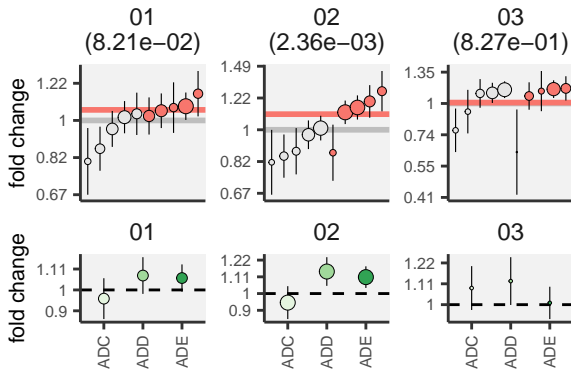 01
(8.21e−02)
02
(2.36e−03)
03
(8.27e−01)
fold change
1.22
1
0.82
0.67
1.49
1.22
1
0.82
0.67
1.35
1
0.74
0.55
0.41
01
02
03
fold change
1.11
1
0.9
1.22
1.11
1
0.9
1.22
1.11
1
ADC
ADD
ADE
ADC
ADD
ADE
ADC
ADD
ADE